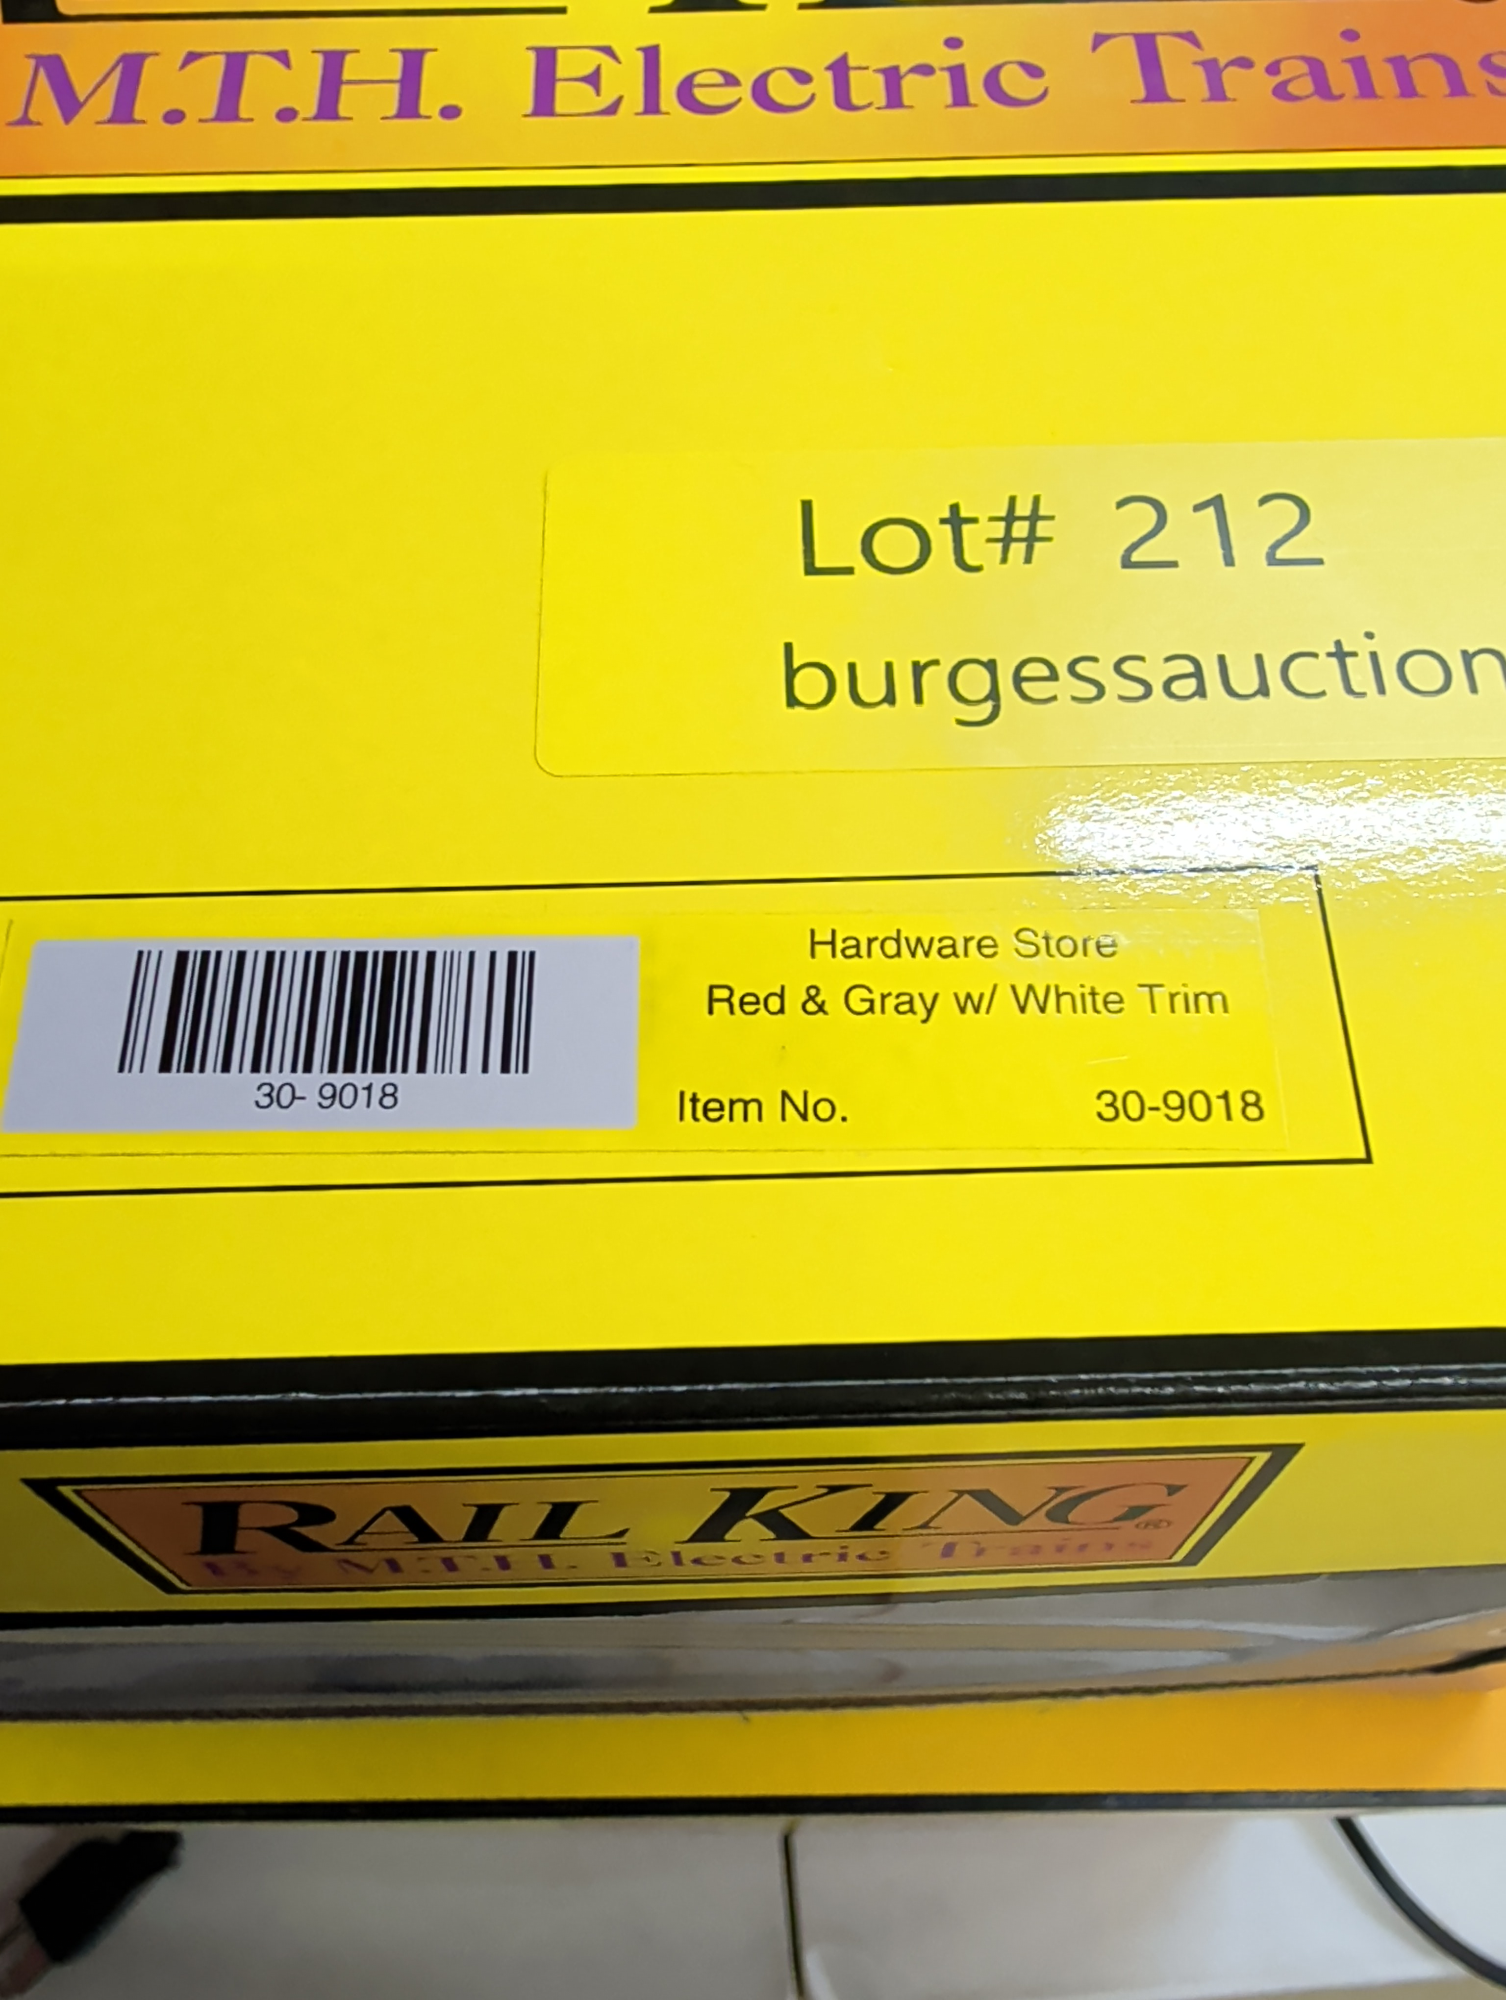 M.T.H. Electric Trains
Lot# 212
burgessauction
30- 9018
Hardware Store
Red & Gray w/ White Trim
Item No. 30-9018
RAIL KING®
By M.T.H. Electric Trains